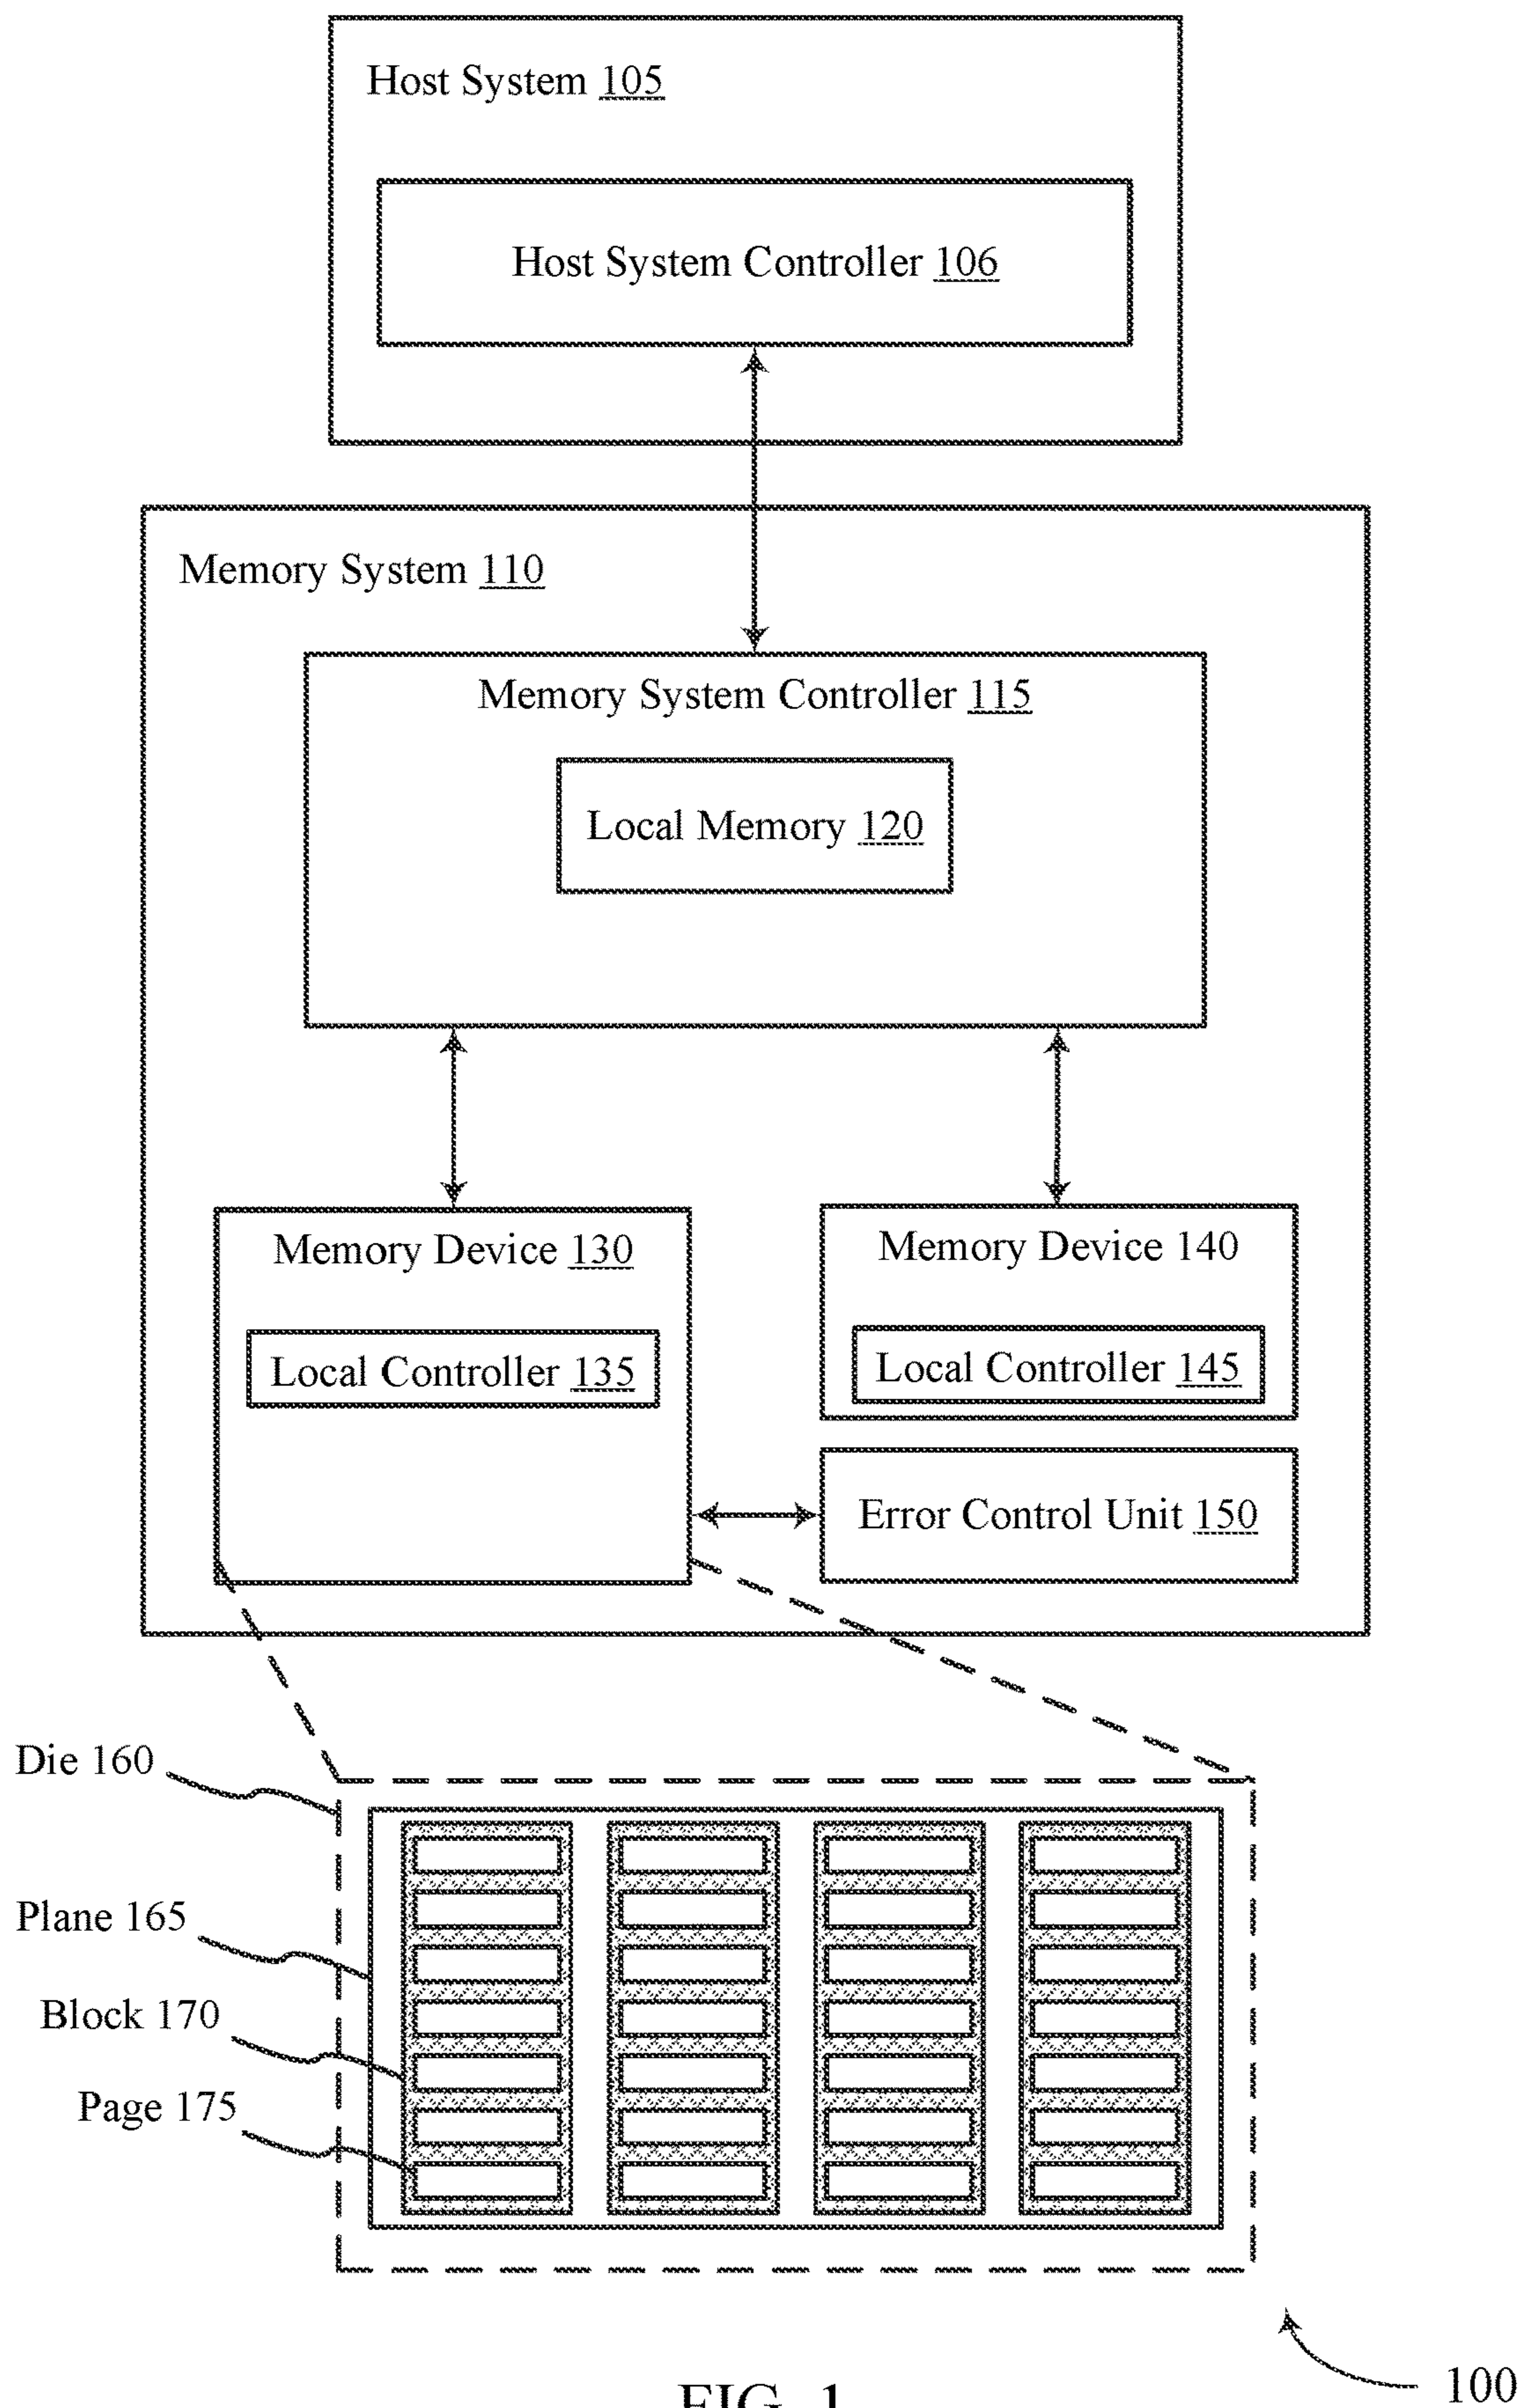 Host System 105
Host System Controller 106
Memory System 110
Memory System Controller 115
Local Memory 120
Memory Device 130
Local Controller 135
Memory Device 140
Local Controller 145
Error Control Unit 150
Die 160
Plane 165
Block 170
Page 175
100
FIG. 1